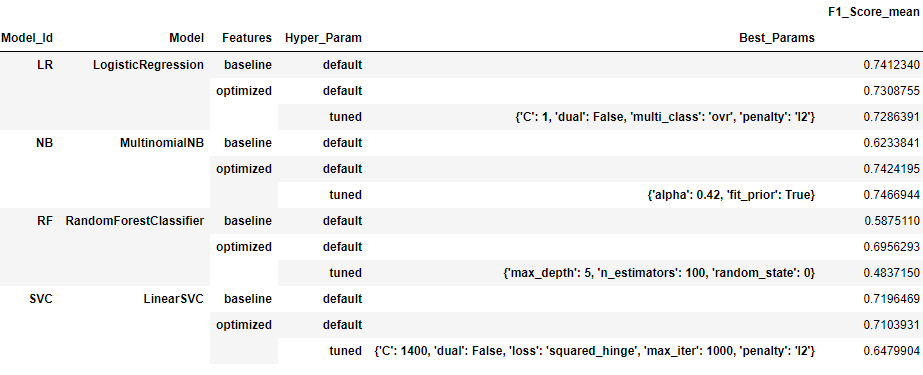 F1_Score_mean
Model_Id Model Features Hyper_Param Best_Params
LR LogisticRegression baseline default 0.7412340
optimized default 0.7308755
tuned {'C': 1, 'dual': False, 'multi_class': 'ovr', 'penalty': 'l2'} 0.7286391
NB MultinomialNB baseline default 0.6233841
optimized default 0.7424195
tuned {'alpha': 0.42, 'fit_prior': True} 0.7466944
RF RandomForestClassifier baseline default 0.5875110
optimized default 0.6956293
tuned {'max_depth': 5, 'n_estimators': 100, 'random_state': 0} 0.4837150
SVC LinearSVC baseline default 0.7196469
optimized default 0.7103931
tuned {'C': 1400, 'dual': False, 'loss': 'squared_hinge', 'max_iter': 1000, 'penalty': 'l2'} 0.6479904